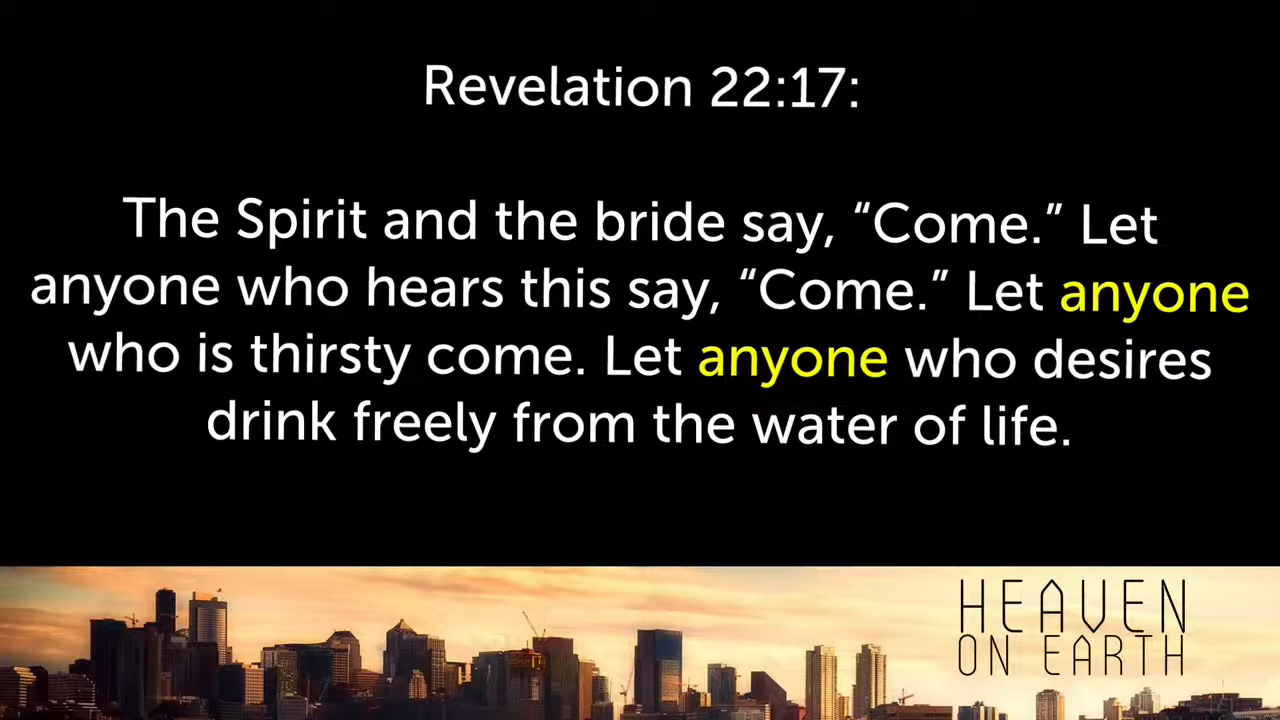 Revelation 22:17:
The Spirit and the bride say, “Come.” Let
anyone who hears this say, “Come.” Let anyone
who is thirsty come. Let anyone who desires
drink freely from the water of life.
HEAVEN
ON EARTH